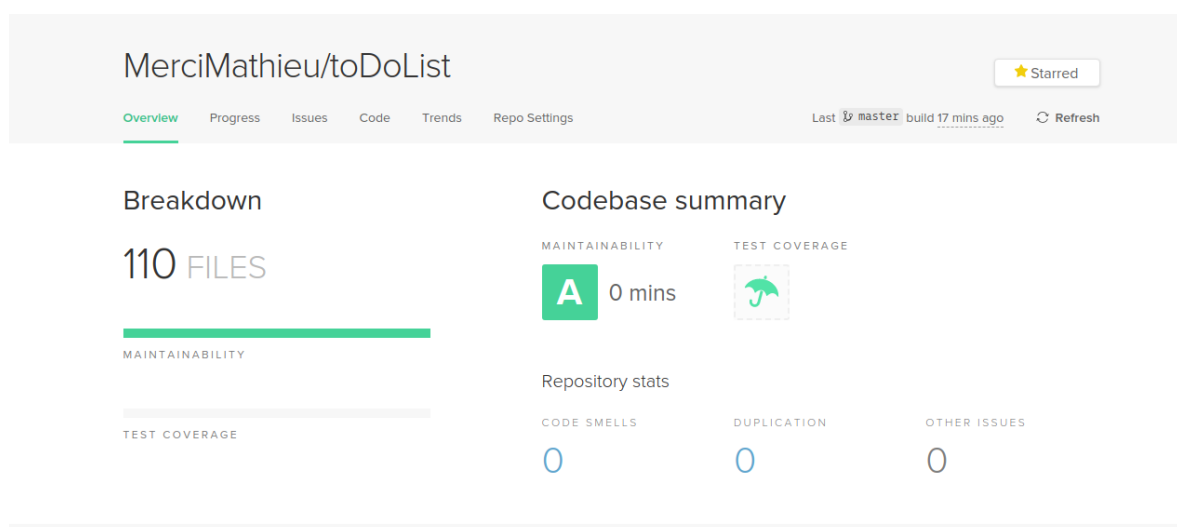 MerciMathieu/toDoList
Starred
Overview Progress Issues Code Trends Repo Settings
Last master build 17 mins ago Refresh
Breakdown
110 FILES
MAINTAINABILITY
TEST COVERAGE
Codebase summary
MAINTAINABILITY TEST COVERAGE
A 0 mins
Repository stats
CODE SMELLS DUPLICATION OTHER ISSUES
0 0 0